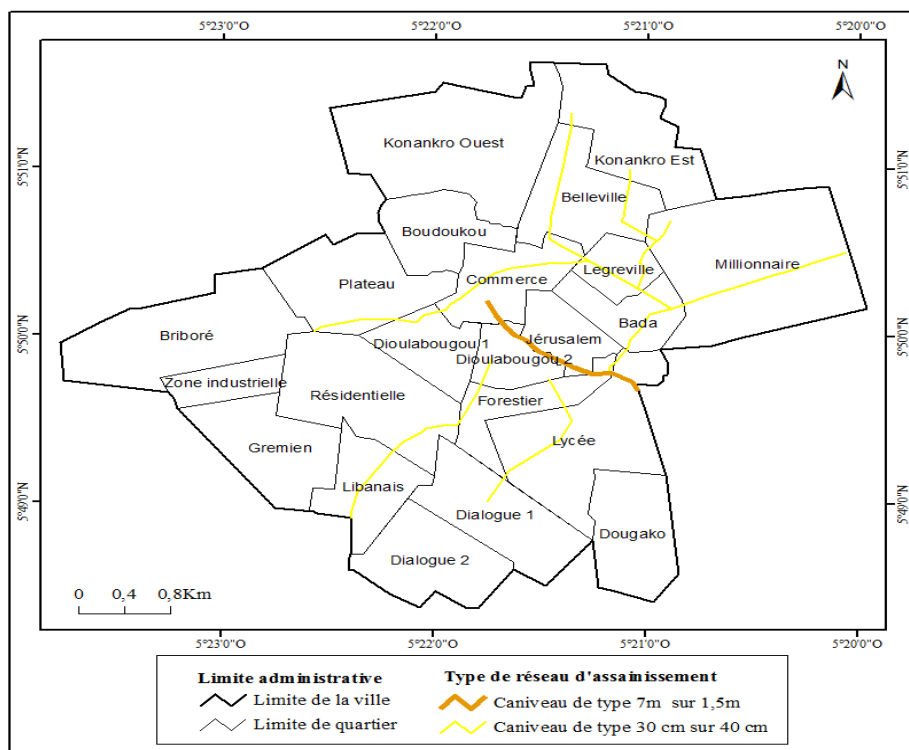 5°23'0"O 5°22'0"O 5°21'0"O 5°20'0"O
N
5°51'0"N 5°51'0"N
Konankro Ouest
Konankro Est
Belleville
Boudoukou
Commerce
Legreville
Millionnaire
Plateau
Bada
5°50'0"N 5°50'0"N
Briboré
Dioulabougou 1
Jérusalem
Dioulabougou 2
Zone industrielle
Résidentielle
Forestier
Gremien
Lycée
Libanais
5°49'0"N 5°49'0"N
Dialogue 1
Dougako
Dialogue 2
0 0,4 0,8Km
5°23'0"O 5°22'0"O 5°21'0"O 5°20'0"O
Limite administrative
Limite de la ville
Limite de quartier
Type de réseau d'assainissement
Caniveau de type 7m sur 1,5m
Caniveau de type 30 cm sur 40 cm